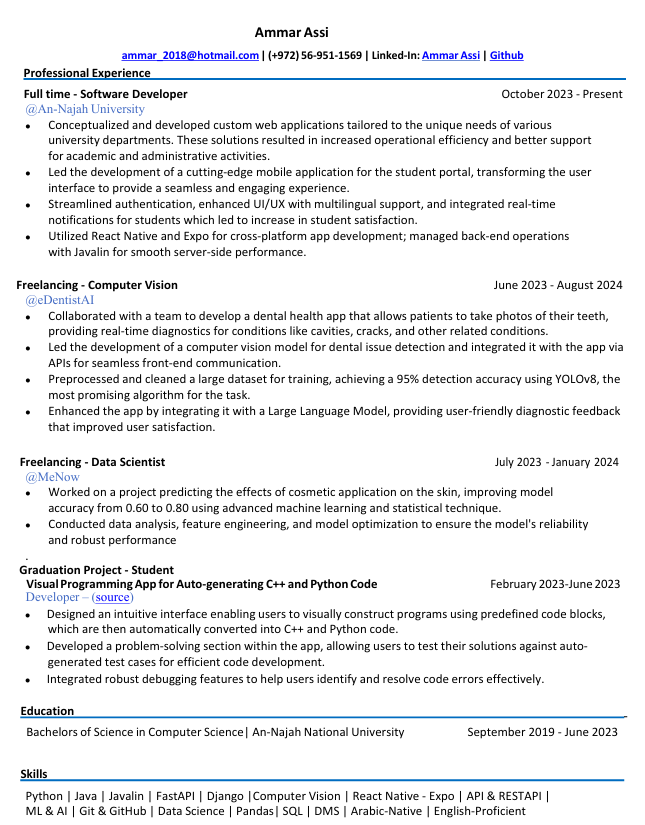 Ammar Assi
ammar_2018@hotmail.com | (+972) 56-951-1569 | Linked-In: Ammar Assi | Github
Professional Experience
Full time - Software Developer October 2023 - Present
@An-Najah University
• Conceptualized and developed custom web applications tailored to the unique needs of various
university departments. These solutions resulted in increased operational efficiency and better support
for academic and administrative activities.
• Led the development of a cutting-edge mobile application for the student portal, transforming the user
interface to provide a seamless and engaging experience.
• Streamlined authentication, enhanced UI/UX with multilingual support, and integrated real-time
notifications for students which led to increase in student satisfaction.
• Utilized React Native and Expo for cross-platform app development; managed back-end operations
with Javalin for smooth server-side performance.
Freelancing - Computer Vision June 2023 - August 2024
@eDentistAI
• Collaborated with a team to develop a dental health app that allows patients to take photos of their teeth,
providing real-time diagnostics for conditions like cavities, cracks, and other related conditions.
• Led the development of a computer vision model for dental issue detection and integrated it with the app via
APIs for seamless front-end communication.
• Preprocessed and cleaned a large dataset for training, achieving a 95% detection accuracy using YOLOv8, the
most promising algorithm for the task.
• Enhanced the app by integrating it with a Large Language Model, providing user-friendly diagnostic feedback
that improved user satisfaction.
Freelancing - Data Scientist July 2023 - January 2024
@MeNow
• Worked on a project predicting the effects of cosmetic application on the skin, improving model
accuracy from 0.60 to 0.80 using advanced machine learning and statistical technique.
• Conducted data analysis, feature engineering, and model optimization to ensure the model's reliability
and robust performance
.
Graduation Project - Student
Visual Programming App for Auto-generating C++ and Python Code February 2023-June 2023
Developer – (source)
• Designed an intuitive interface enabling users to visually construct programs using predefined code blocks,
which are then automatically converted into C++ and Python code.
• Developed a problem-solving section within the app, allowing users to test their solutions against auto-
generated test cases for efficient code development.
• Integrated robust debugging features to help users identify and resolve code errors effectively.
Education
Bachelors of Science in Computer Science| An-Najah National University September 2019 - June 2023
Skills
Python | Java | Javalin | FastAPI | Django |Computer Vision | React Native - Expo | API & RESTAPI |
ML & AI | Git & GitHub | Data Science | Pandas| SQL | DMS | Arabic-Native | English-Proficient